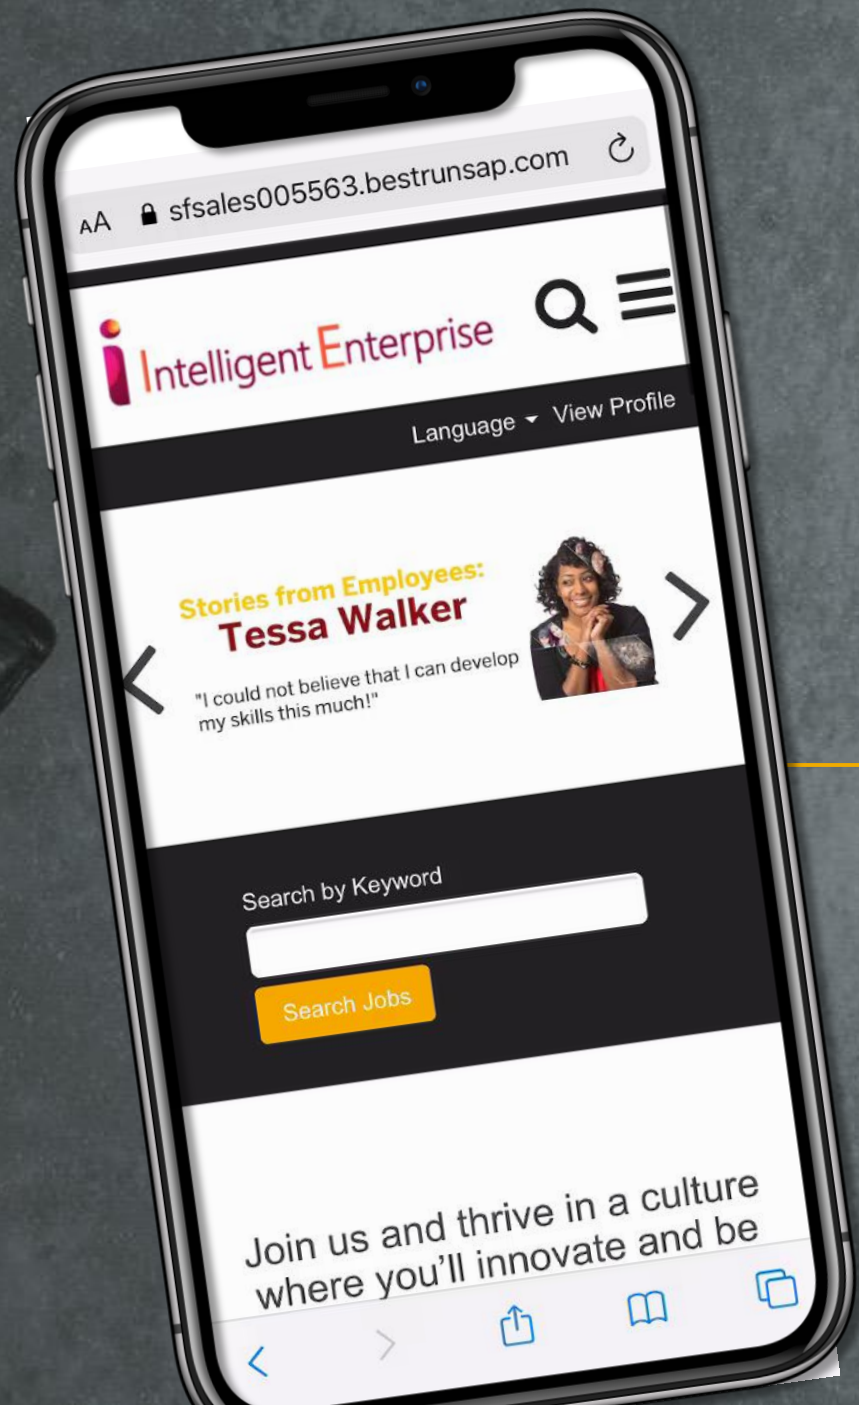 AA sfsales005563.bestrunsap.com
i Intelligent Enterprise
Language View Profile
Stories from Employees:
Tessa Walker
"I could not believe that I can develop
my skills this much!"
Search by Keyword
Search Jobs
Join us and thrive in a culture
where you'll innovate and be